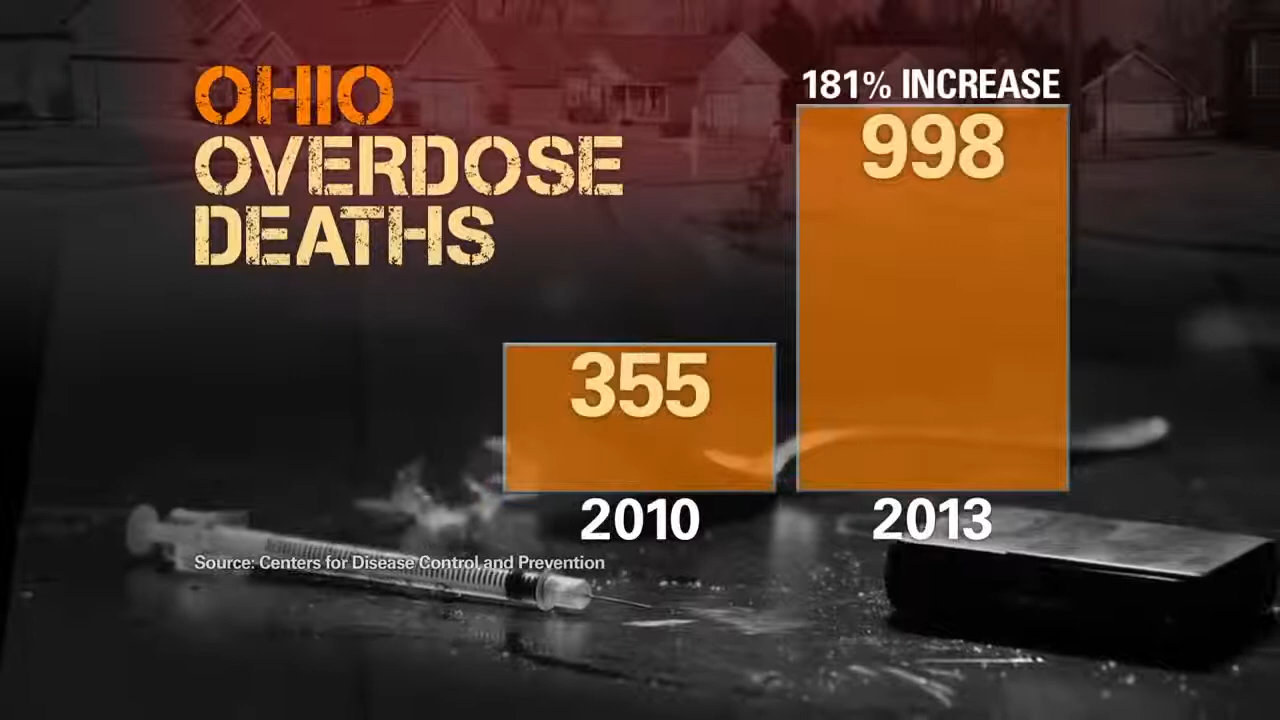 OHIO
OVERDOSE
DEATHS
181% INCREASE
998
355
2010
2013
Source: Centers for Disease Control and Prevention